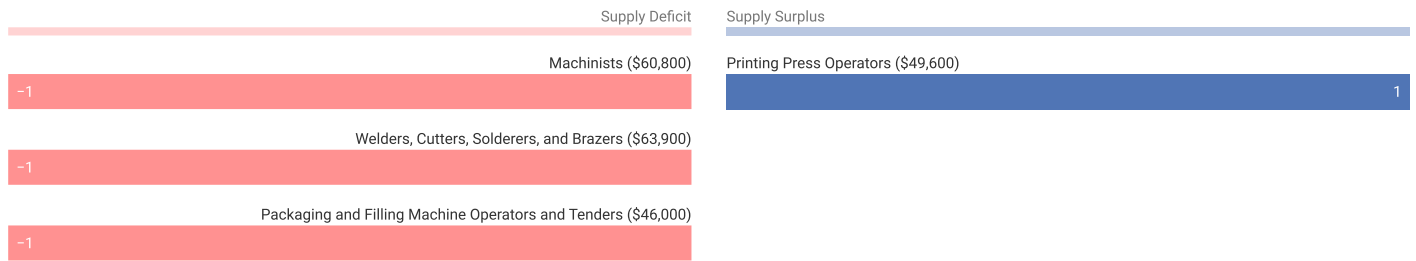 Supply Deficit
Machinists ($60,800)
−1
Welders, Cutters, Solderers, and Brazers ($63,900)
−1
Packaging and Filling Machine Operators and Tenders ($46,000)
−1
Supply Surplus
Printing Press Operators ($49,600)
1